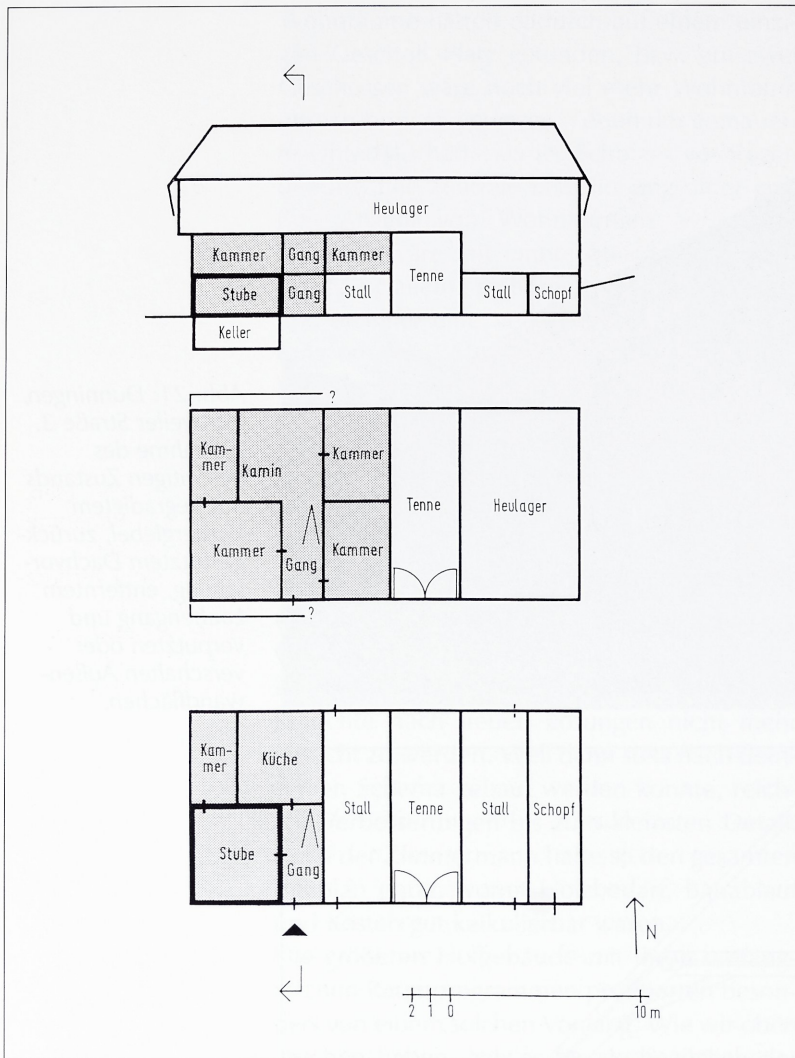 Heulager
Kammer Gang Kammer
Tenne
Stube Gang Stall Stall Schopf
Keller
?
Kam-
mer
Kamin
Kammer
Tenne
Heulager
Kammer
Gang
Kammer
?
Kam-
mer
Küche
Stall
Tenne
Stall
Schopf
Stube
Gang
N
2 1 0 10 m